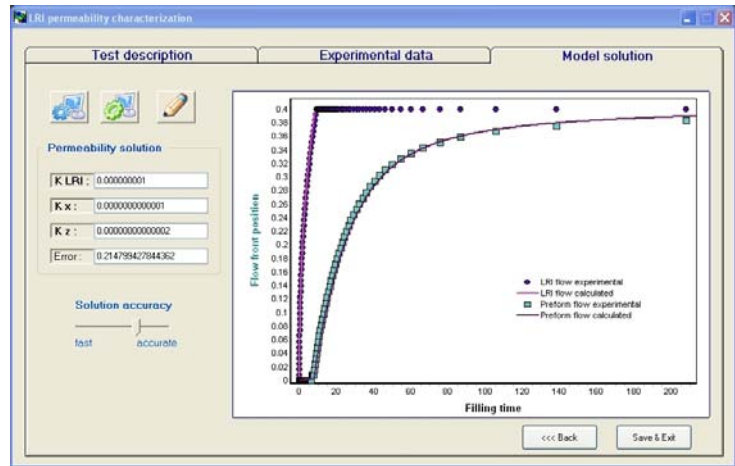 LRI permeability characterization
Test description
Experimental data
Model solution
Permeability solution
K LRI : 0.000000001
K x : 0.0000000000001
K z : 0.00000000000002
Error : 0.214799427844362
Solution accuracy
fast accurate
Flow front position
0.4
0.38
0.36
0.34
0.32
0.3
0.28
0.26
0.24
0.22
0.2
0.18
0.16
0.14
0.12
0.1
0.08
0.06
0.04
0.02
0
LRI flow experimental
LRI flow calculated
Preform flow experimental
Preform flow calculated
0 20 40 60 80 100 120 140 160 180 200
Filling time
<<< Back
Save & Exit